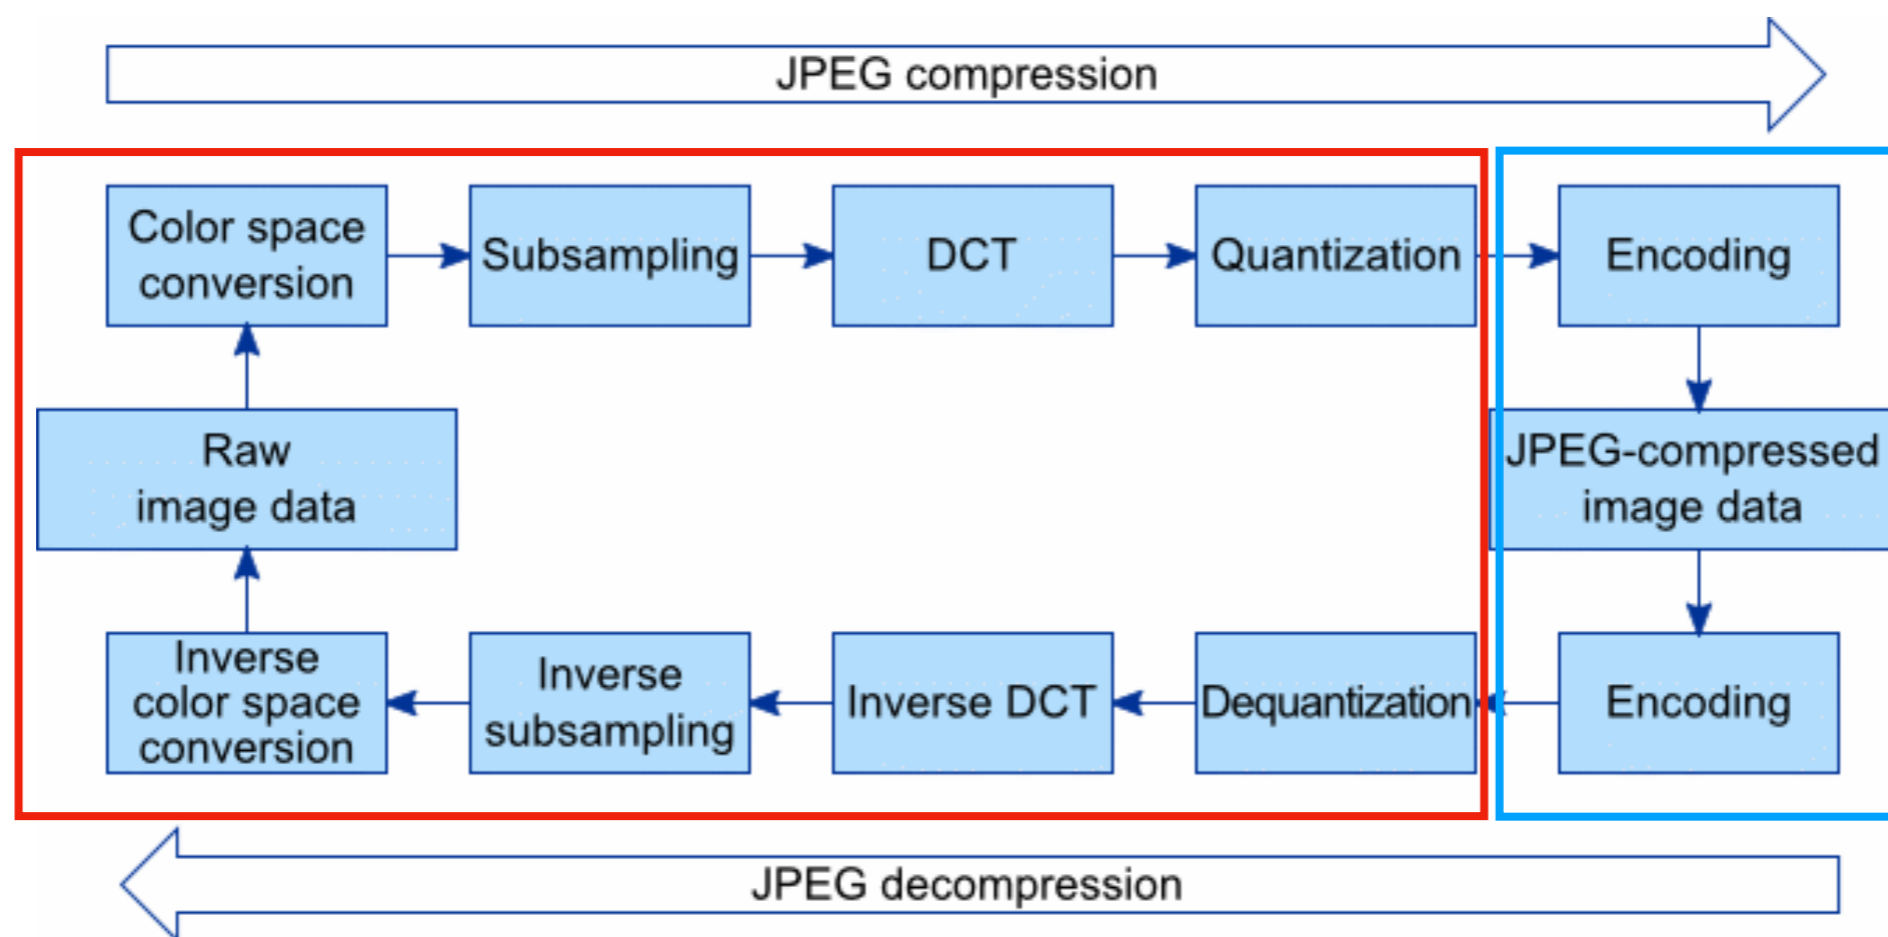 JPEG compression
Color space
conversion
Subsampling
DCT
Quantization
Encoding
Raw
image data
JPEG-compressed
image data
Inverse
color space
conversion
Inverse
subsampling
Inverse DCT
Dequantization
Encoding
JPEG decompression